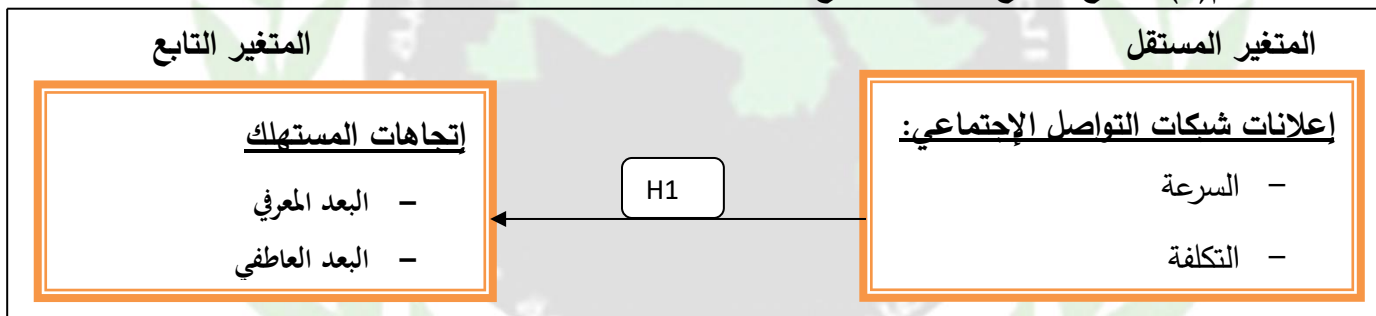 المتغير المستقل
المتغير التابع
إعلانات شبكات التواصل الإجتماعي:
– السرعة
– التكلفة
H1
إتجاهات المستهلك
– البعد المعرفي
– البعد العاطفي